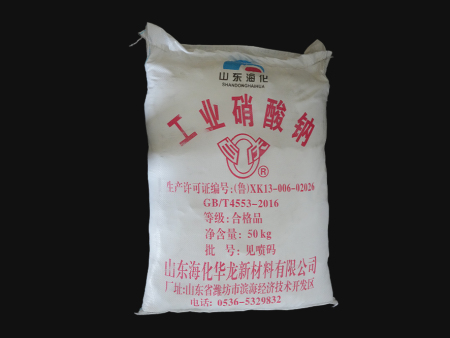 山东海化
SHANDONGHAIHUA
工业硝酸钠
®
生产许可证编号:(鲁)XK13-006-02026
GB/T4553-2016
等级: 合格品
净含量: 50kg
批 号: 见喷码
山东海化华龙新材料有限公司
厂址:山东省潍坊市滨海经济技术开发区
电话: 0536-5329832